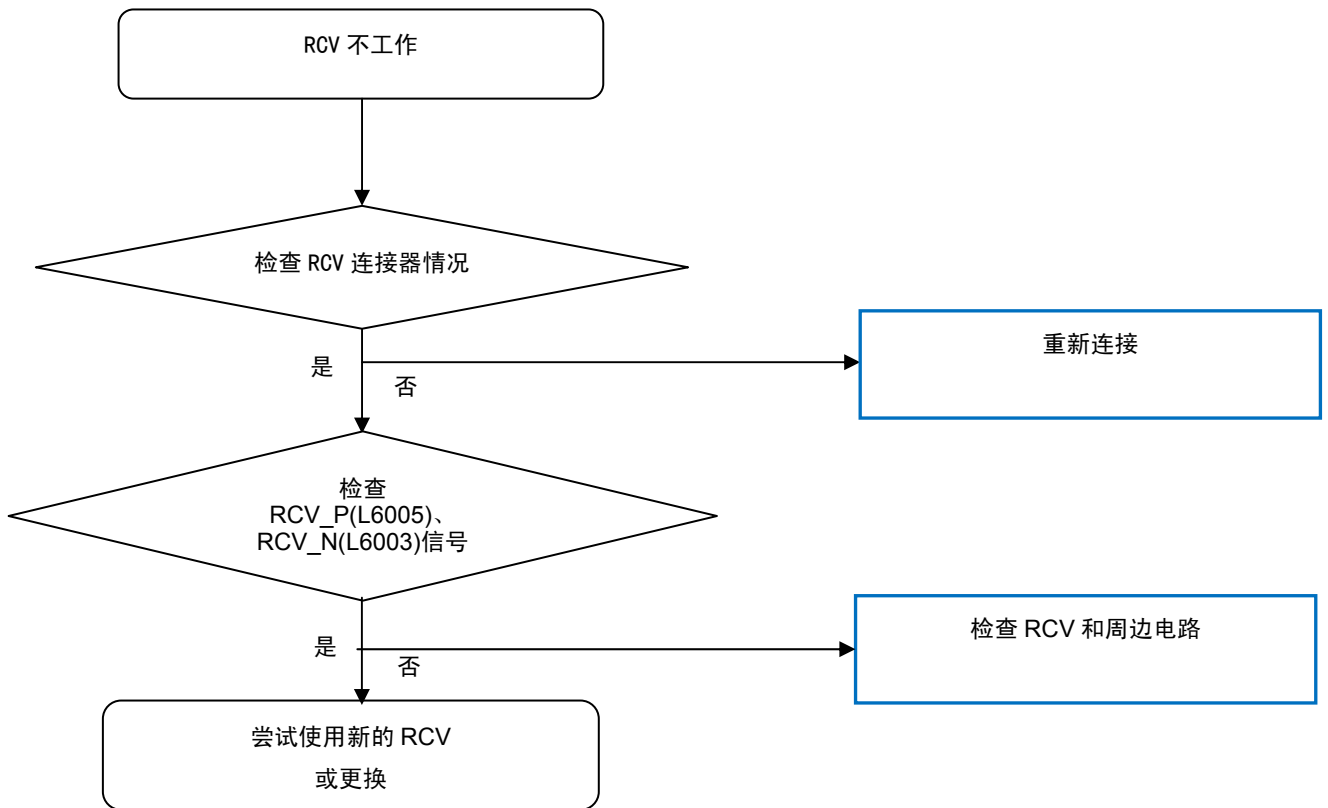 RCV 不工作
检查 RCV 连接器情况
重新连接
是
否
检查
RCV_P(L6005)、
RCV_N(L6003)信号
检查 RCV 和周边电路
是
否
尝试使用新的 RCV
或更换